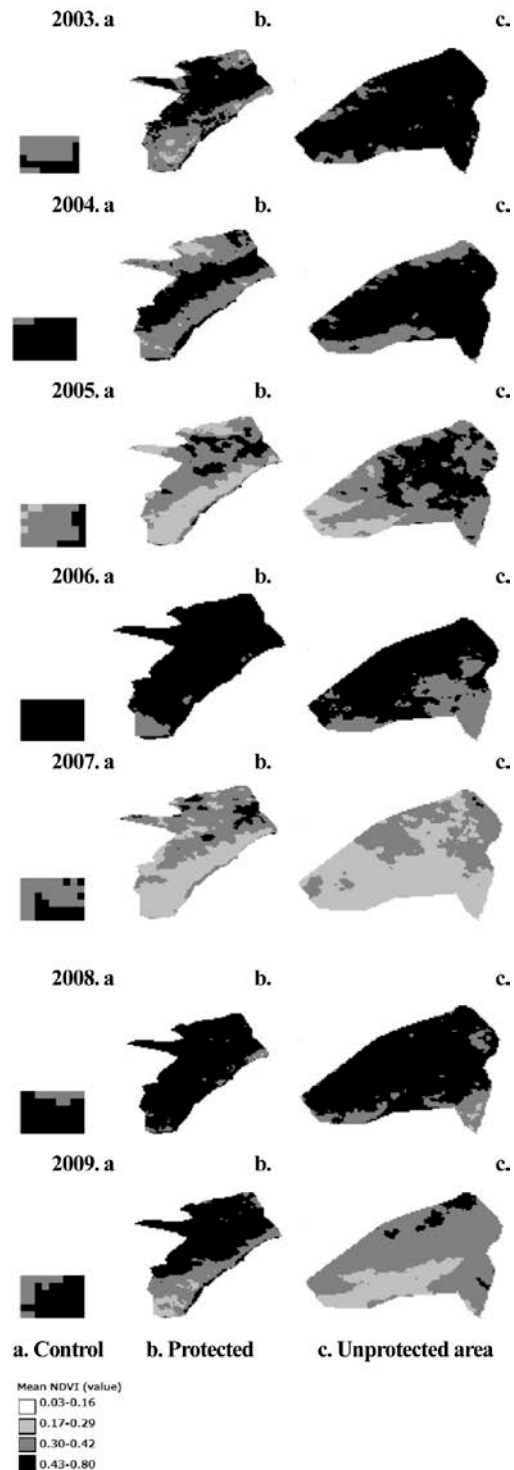 2003. a b. c.
2004. a b. c.
2005. a b. c.
2006. a b. c.
2007. a b. c.
2008. a b. c.
2009. a b. c.
a. Control b. Protected c. Unprotected area
Mean NDVI (value)
0.03-0.16
0.17-0.29
0.30-0.42
0.43-0.80